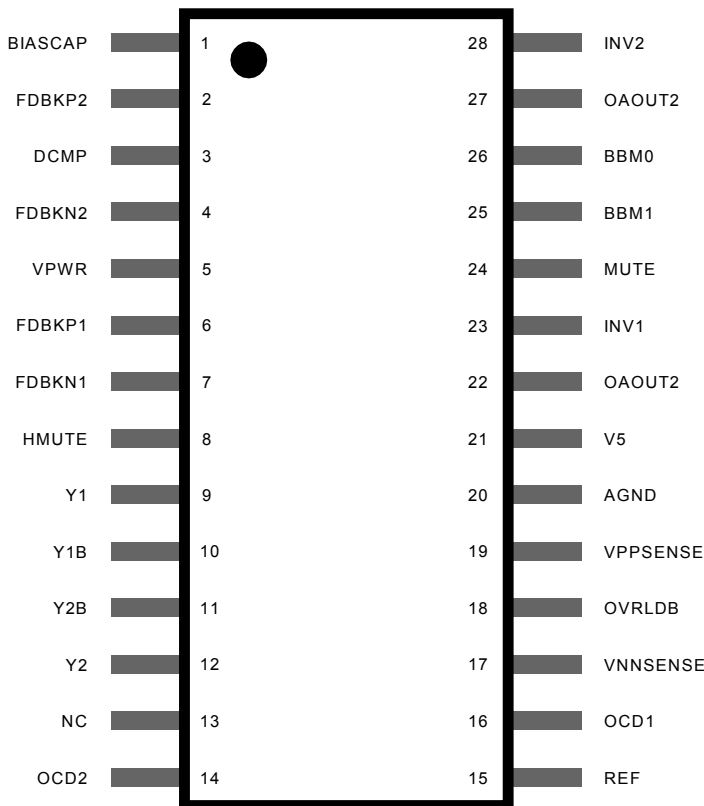 BIASCAP 1 28 INV2
FDBKP2 2 27 OAOUT2
DCMP 3 26 BBM0
FDBKN2 4 25 BBM1
VPWR 5 24 MUTE
FDBKP1 6 23 INV1
FDBKN1 7 22 OAOUT2
HMUTE 8 21 V5
Y1 9 20 AGND
Y1B 10 19 VPPSENSE
Y2B 11 18 OVRLDB
Y2 12 17 VNNSENSE
NC 13 16 OCD1
OCD2 14 15 REF